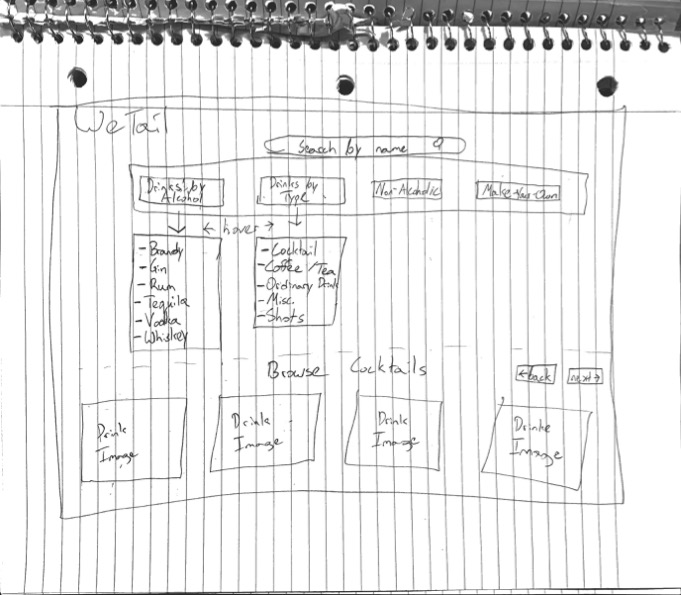 WeTail
Search by name
Drinks by
Alcohol
Drinks by
Type
Non-Alcoholic
Make-Your-Own
← hover →
- Brandy
- Gin
- Rum
- Tequila
- Vodka
- Whiskey
- Cocktail
- Coffee / Tea
- Ordinary Drink
- Misc.
- Shots
Browse Cocktails
← back
next →
Drink
Image
Drink
Image
Drink
Image
Drink
Image